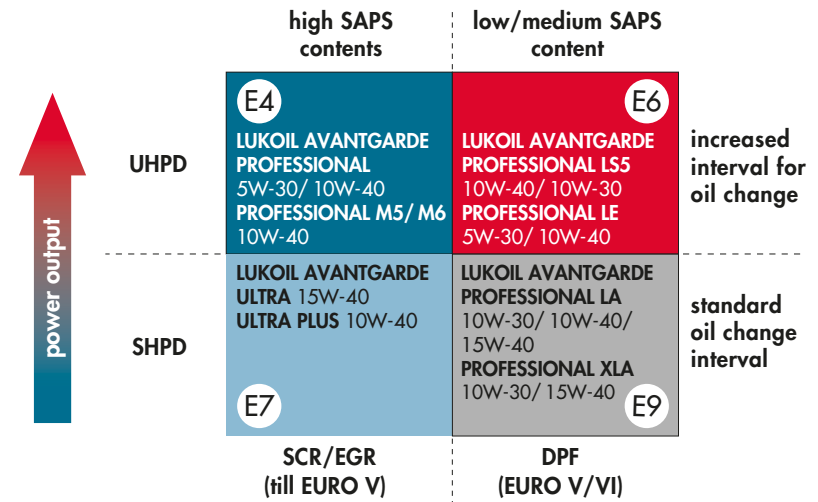 high SAPS
contents
low/medium SAPS
content
power output
UHPD
E4
LUKOIL AVANTGARDE
PROFESSIONAL
5W-30/ 10W-40
PROFESSIONAL M5/ M6
10W-40
E6
LUKOIL AVANTGARDE
PROFESSIONAL LS5
10W-40/ 10W-30
PROFESSIONAL LE
5W-30/ 10W-40
increased
interval for
oil change
SHPD
LUKOIL AVANTGARDE
ULTRA 15W-40
ULTRA PLUS 10W-40
E7
LUKOIL AVANTGARDE
PROFESSIONAL LA
10W-30/ 10W-40/
15W-40
PROFESSIONAL XLA
10W-30/ 15W-40
E9
standard
oil change
interval
SCR/EGR
(till EURO V)
DPF
(EURO V/VI)